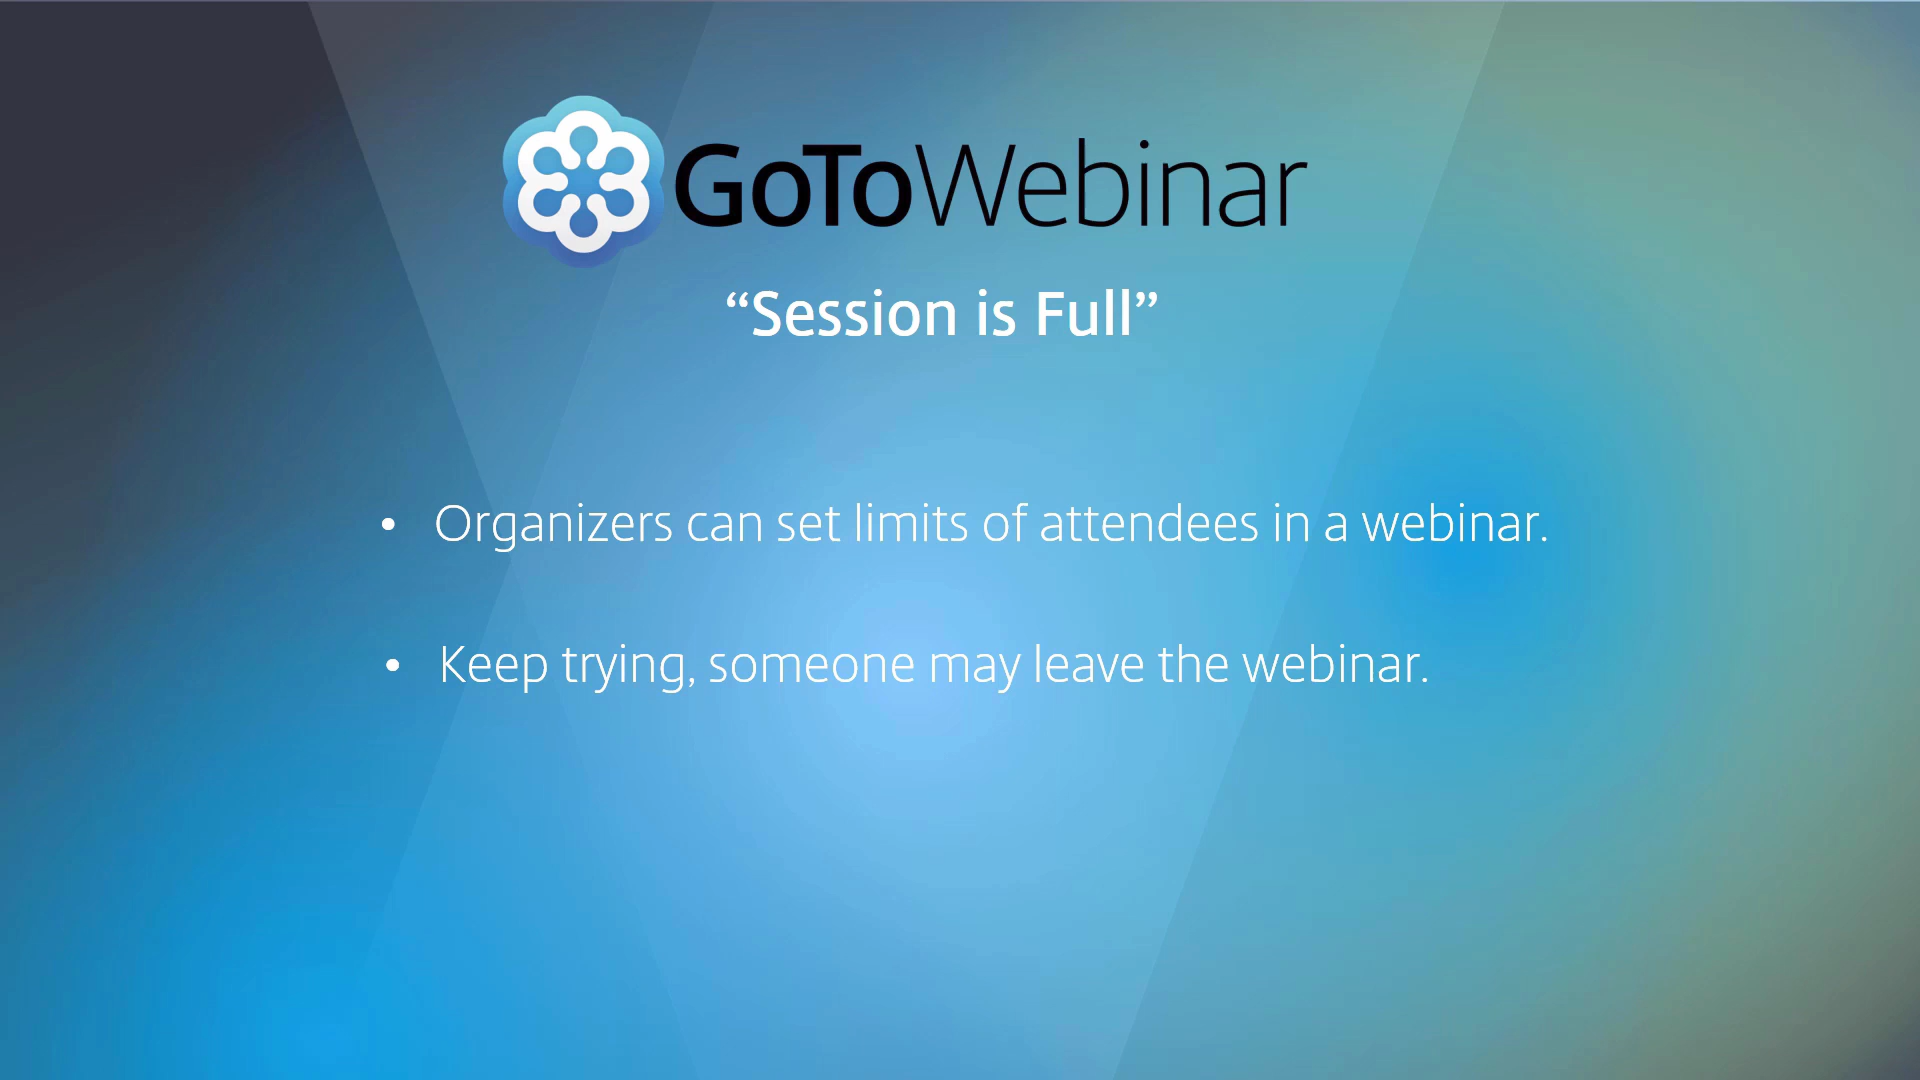 GoToWebinar
“Session is Full”
• Organizers can set limits of attendees in a webinar.
• Keep trying, someone may leave the webinar.